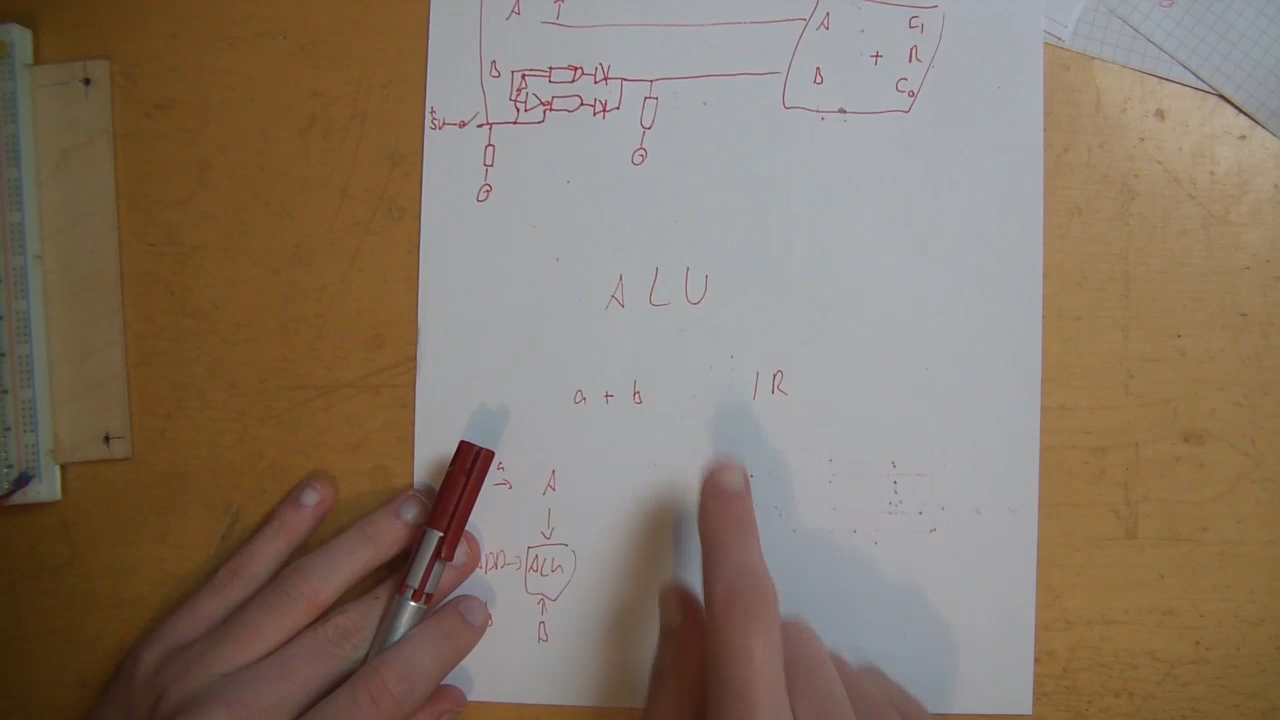 A T A C1
+ R
B B C0
5V
ALU
a + b IR
a A
ALU
b B